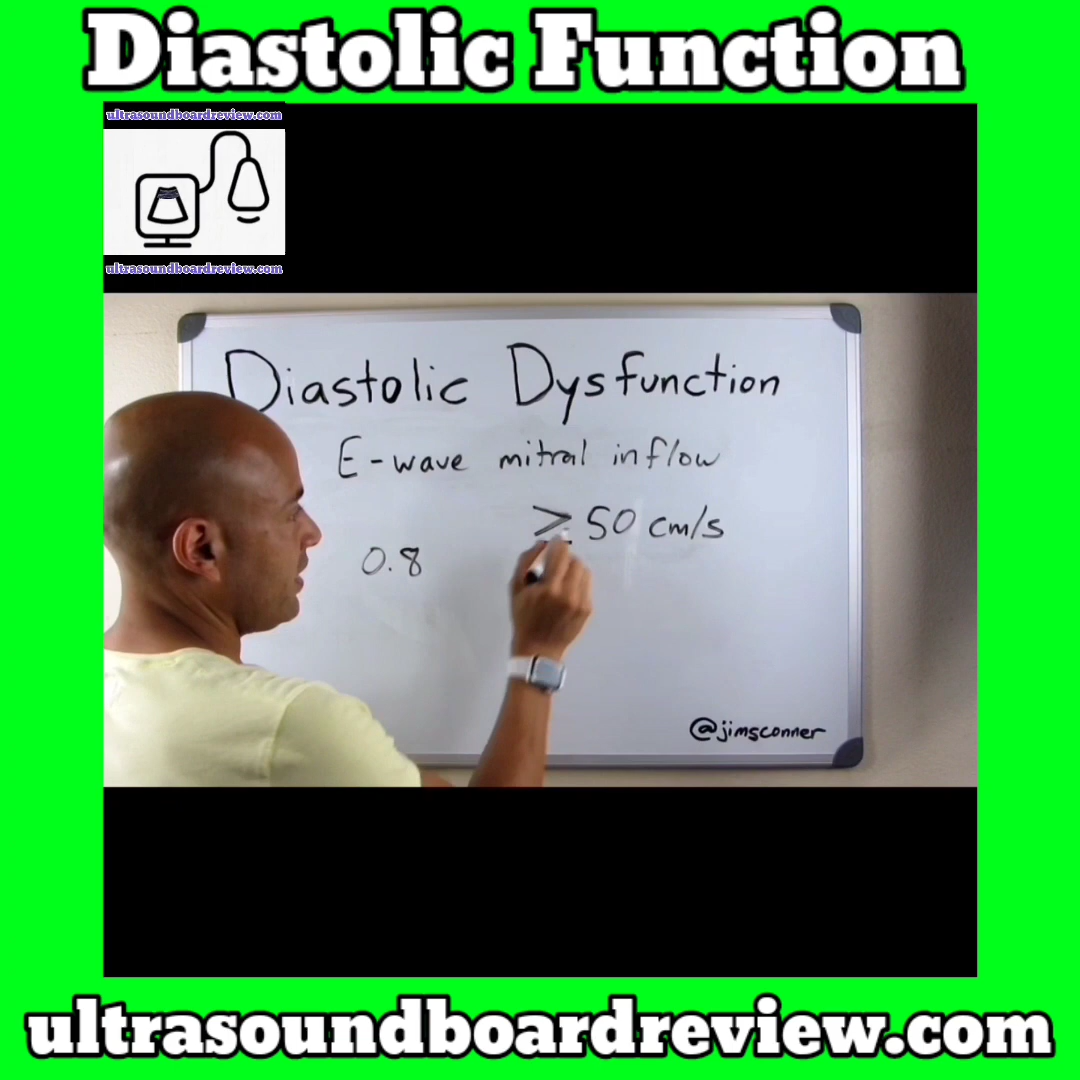 Diastolic Function
ultrasoundboardreview.com
ultrasoundboardreview.com
Diastolic Dysfunction
E-wave mitral inflow
≥ 50 cm/s
0.8
@jimsconner
ultrasoundboardreview.com